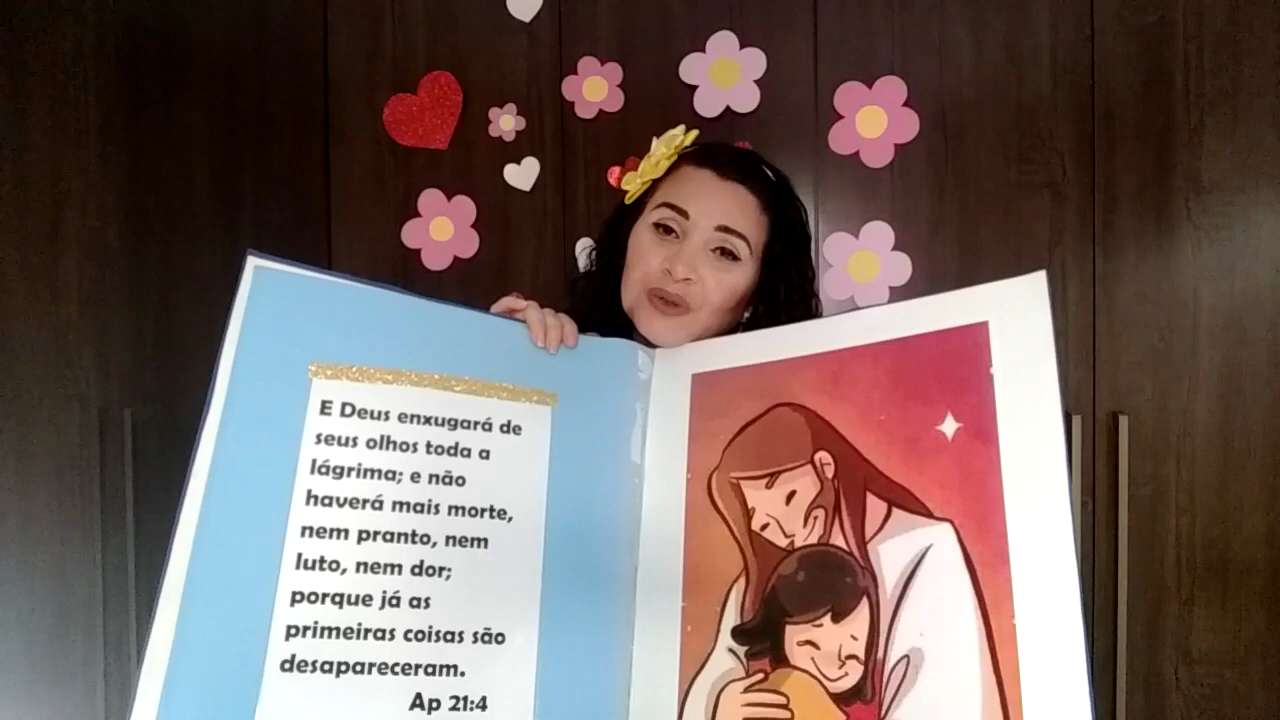 E Deus enxugará de
seus olhos toda a
lágrima; e não
haverá mais morte,
nem pranto, nem
luto, nem dor;
porque já as
primeiras coisas são
desapareceram.
Ap 21:4